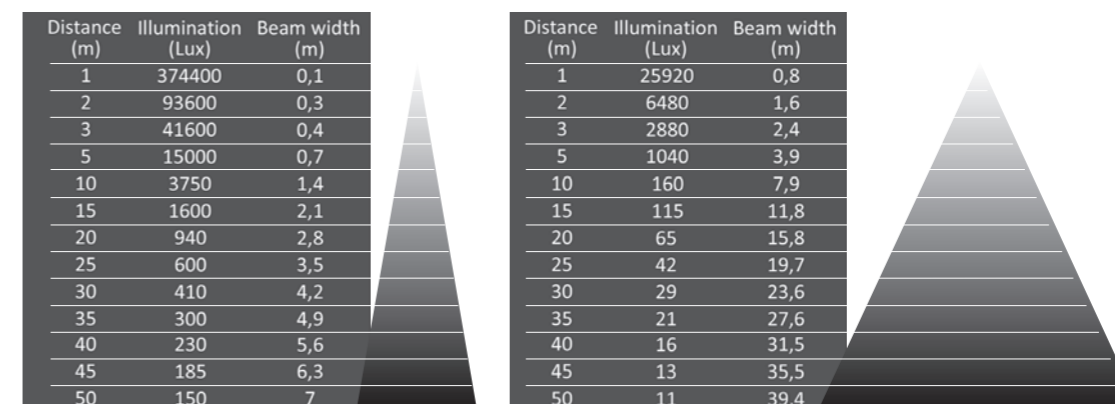 Distance Illumination Beam width
(m) (Lux) (m)
1 374400 0,1
2 93600 0,3
3 41600 0,4
5 15000 0,7
10 3750 1,4
15 1600 2,1
20 940 2,8
25 600 3,5
30 410 4,2
35 300 4,9
40 230 5,6
45 185 6,3
50 150 7
Distance Illumination Beam width
(m) (Lux) (m)
1 25920 0,8
2 6480 1,6
3 2880 2,4
5 1040 3,9
10 160 7,9
15 115 11,8
20 65 15,8
25 42 19,7
30 29 23,6
35 21 27,6
40 16 31,5
45 13 35,5
50 11 39,4